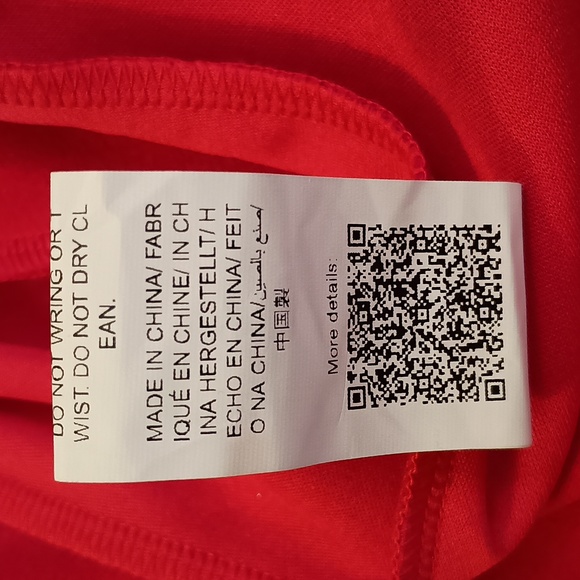 DO NOT WRING OR T
WIST. DO NOT DRY CL
EAN.
MADE IN CHINA/ FABR
IQUÉ EN CHINE/ IN CH
INA HERGESTELLT/ H
ECHO EN CHINA/ FEIT
O NA CHINA/صنع بالصين/
中国製
More details: